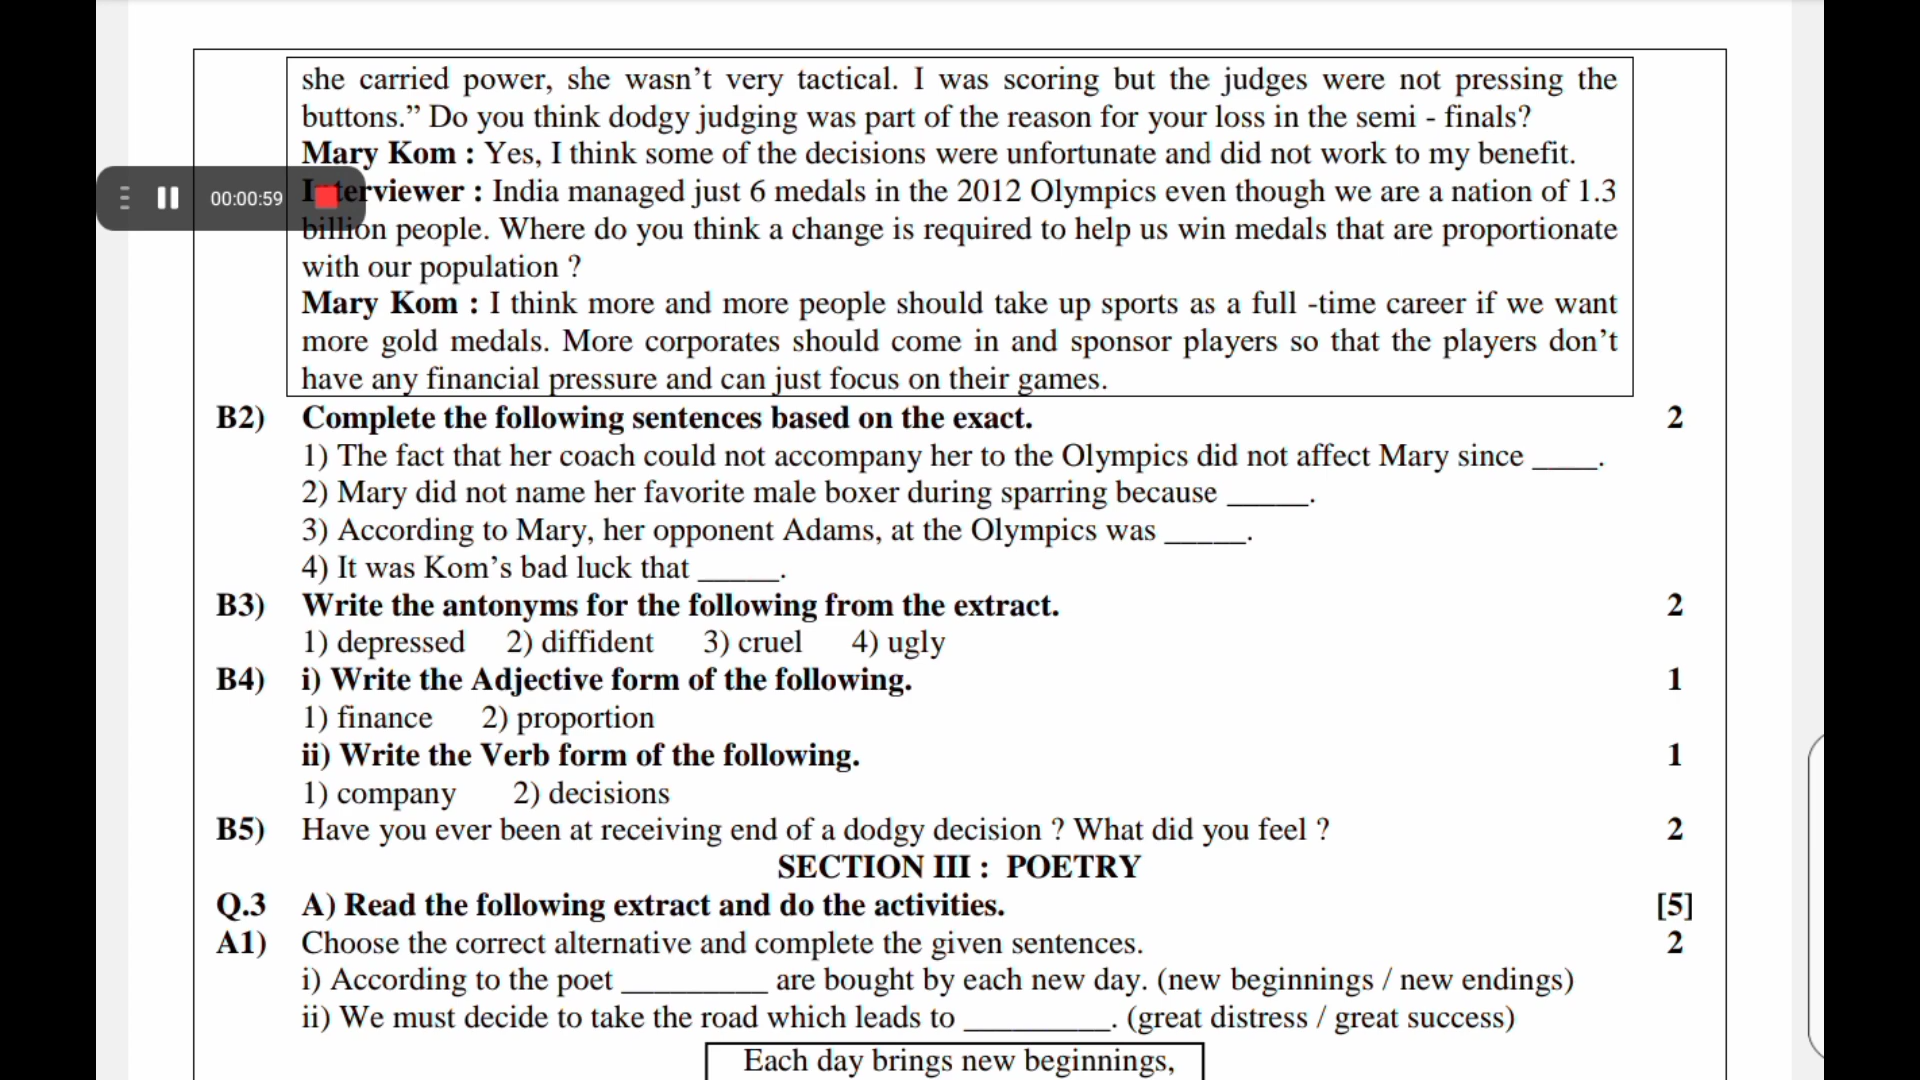 she carried power, she wasn’t very tactical. I was scoring but the judges were not pressing the
buttons.” Do you think dodgy judging was part of the reason for your loss in the semi - finals?
Mary Kom : Yes, I think some of the decisions were unfortunate and did not work to my benefit.
00:00:59
Interviewer : India managed just 6 medals in the 2012 Olympics even though we are a nation of 1.3
billion people. Where do you think a change is required to help us win medals that are proportionate
with our population ?
Mary Kom : I think more and more people should take up sports as a full -time career if we want
more gold medals. More corporates should come in and sponsor players so that the players don’t
have any financial pressure and can just focus on their games.
B2) Complete the following sentences based on the exact. 2
1) The fact that her coach could not accompany her to the Olympics did not affect Mary since ____.
2) Mary did not name her favorite male boxer during sparring because _____.
3) According to Mary, her opponent Adams, at the Olympics was _____.
4) It was Kom’s bad luck that _____.
B3) Write the antonyms for the following from the extract. 2
1) depressed 2) diffident 3) cruel 4) ugly
B4) i) Write the Adjective form of the following. 1
1) finance 2) proportion
ii) Write the Verb form of the following. 1
1) company 2) decisions
B5) Have you ever been at receiving end of a dodgy decision ? What did you feel ? 2
SECTION III : POETRY
Q.3 A) Read the following extract and do the activities. [5]
A1) Choose the correct alternative and complete the given sentences. 2
i) According to the poet _________ are bought by each new day. (new beginnings / new endings)
ii) We must decide to take the road which leads to _________. (great distress / great success)
Each day brings new beginnings,